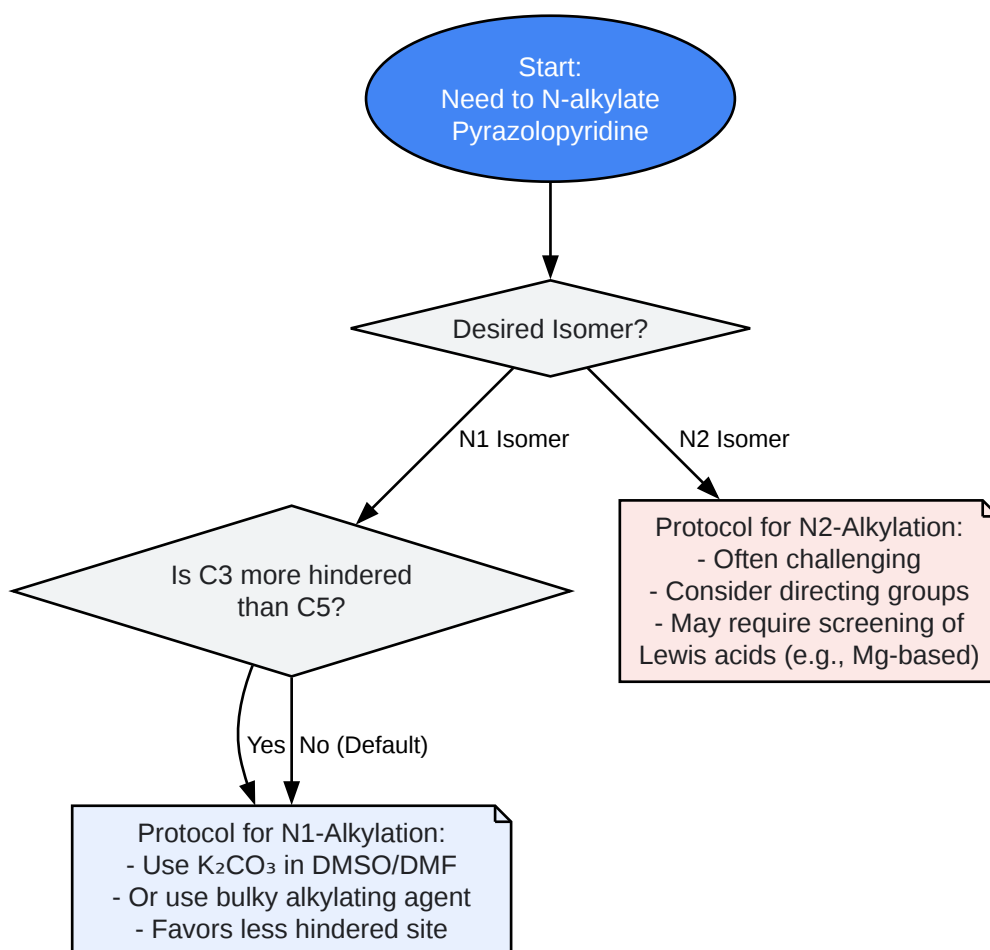 Start:
Need to N-alkylate
Pyrazolopyridine
Desired Isomer?
N1 Isomer
N2 Isomer
Is C3 more hindered
than C5?
Protocol for N2-Alkylation:
- Often challenging
- Consider directing groups
- May require screening of
Lewis acids (e.g., Mg-based)
Yes
No (Default)
Protocol for N1-Alkylation:
- Use K₂CO₃ in DMSO/DMF
- Or use bulky alkylating agent
- Favors less hindered site